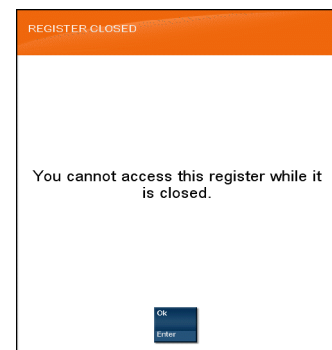 REGISTER CLOSED
You cannot access this register while it
is closed.
Ok
Enter